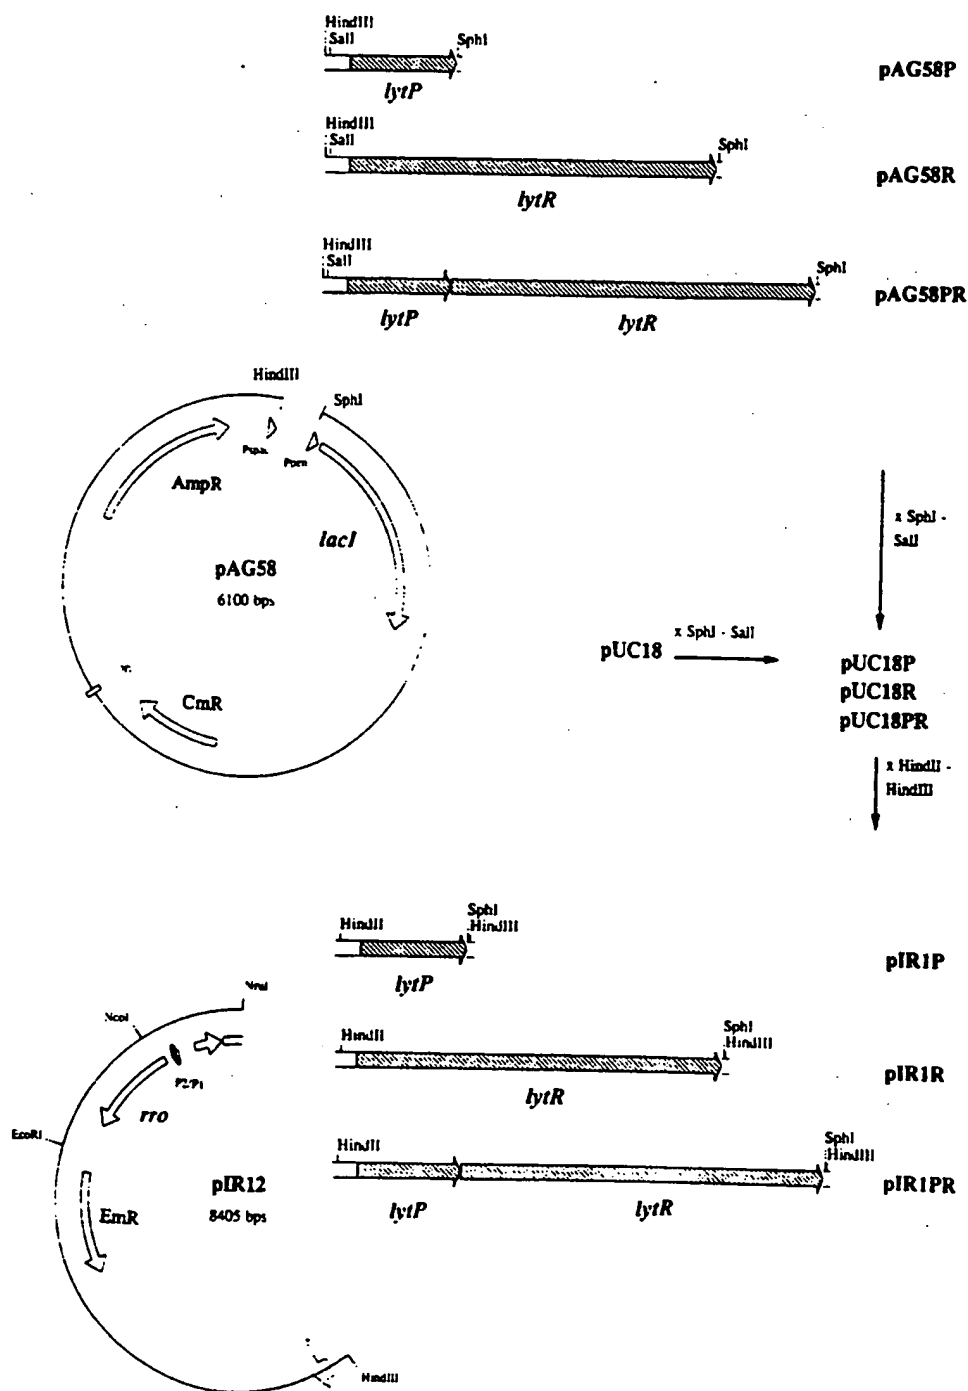 HindIII
SalI
SphI
lytP
pAG58P
HindIII
SalI
SphI
lytR
pAG58R
HindIII
SalI
SphI
lytP
lytR
pAG58PR
HindIII
SphI
AmpR
lacI
pAG58
6100 bps
CmR
x SphI -
SalI
pUC18
x SphI - SalI
pUC18P
pUC18R
pUC18PR
x HindII -
HindIII
HindII
SphI
HindIII
lytP
pIR1P
NruI
NcoI
P2/P1
rro
EcoRI
HindII
SphI
HindIII
lytR
pIR1R
HindII
SphI
HindIII
lytP
lytR
pIR1PR
pIR12
8405 bps
EmR
HindIII